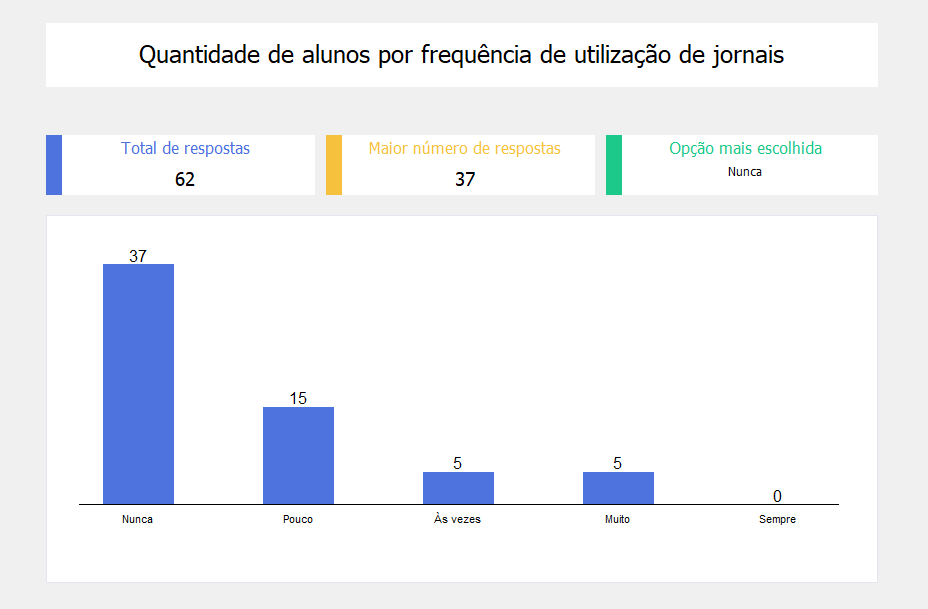 Quantidade de alunos por frequência de utilização de jornais
Total de respostas
62
Maior número de respostas
37
Opção mais escolhida
Nunca
37
15
5
5
0
Nunca
Pouco
Às vezes
Muito
Sempre